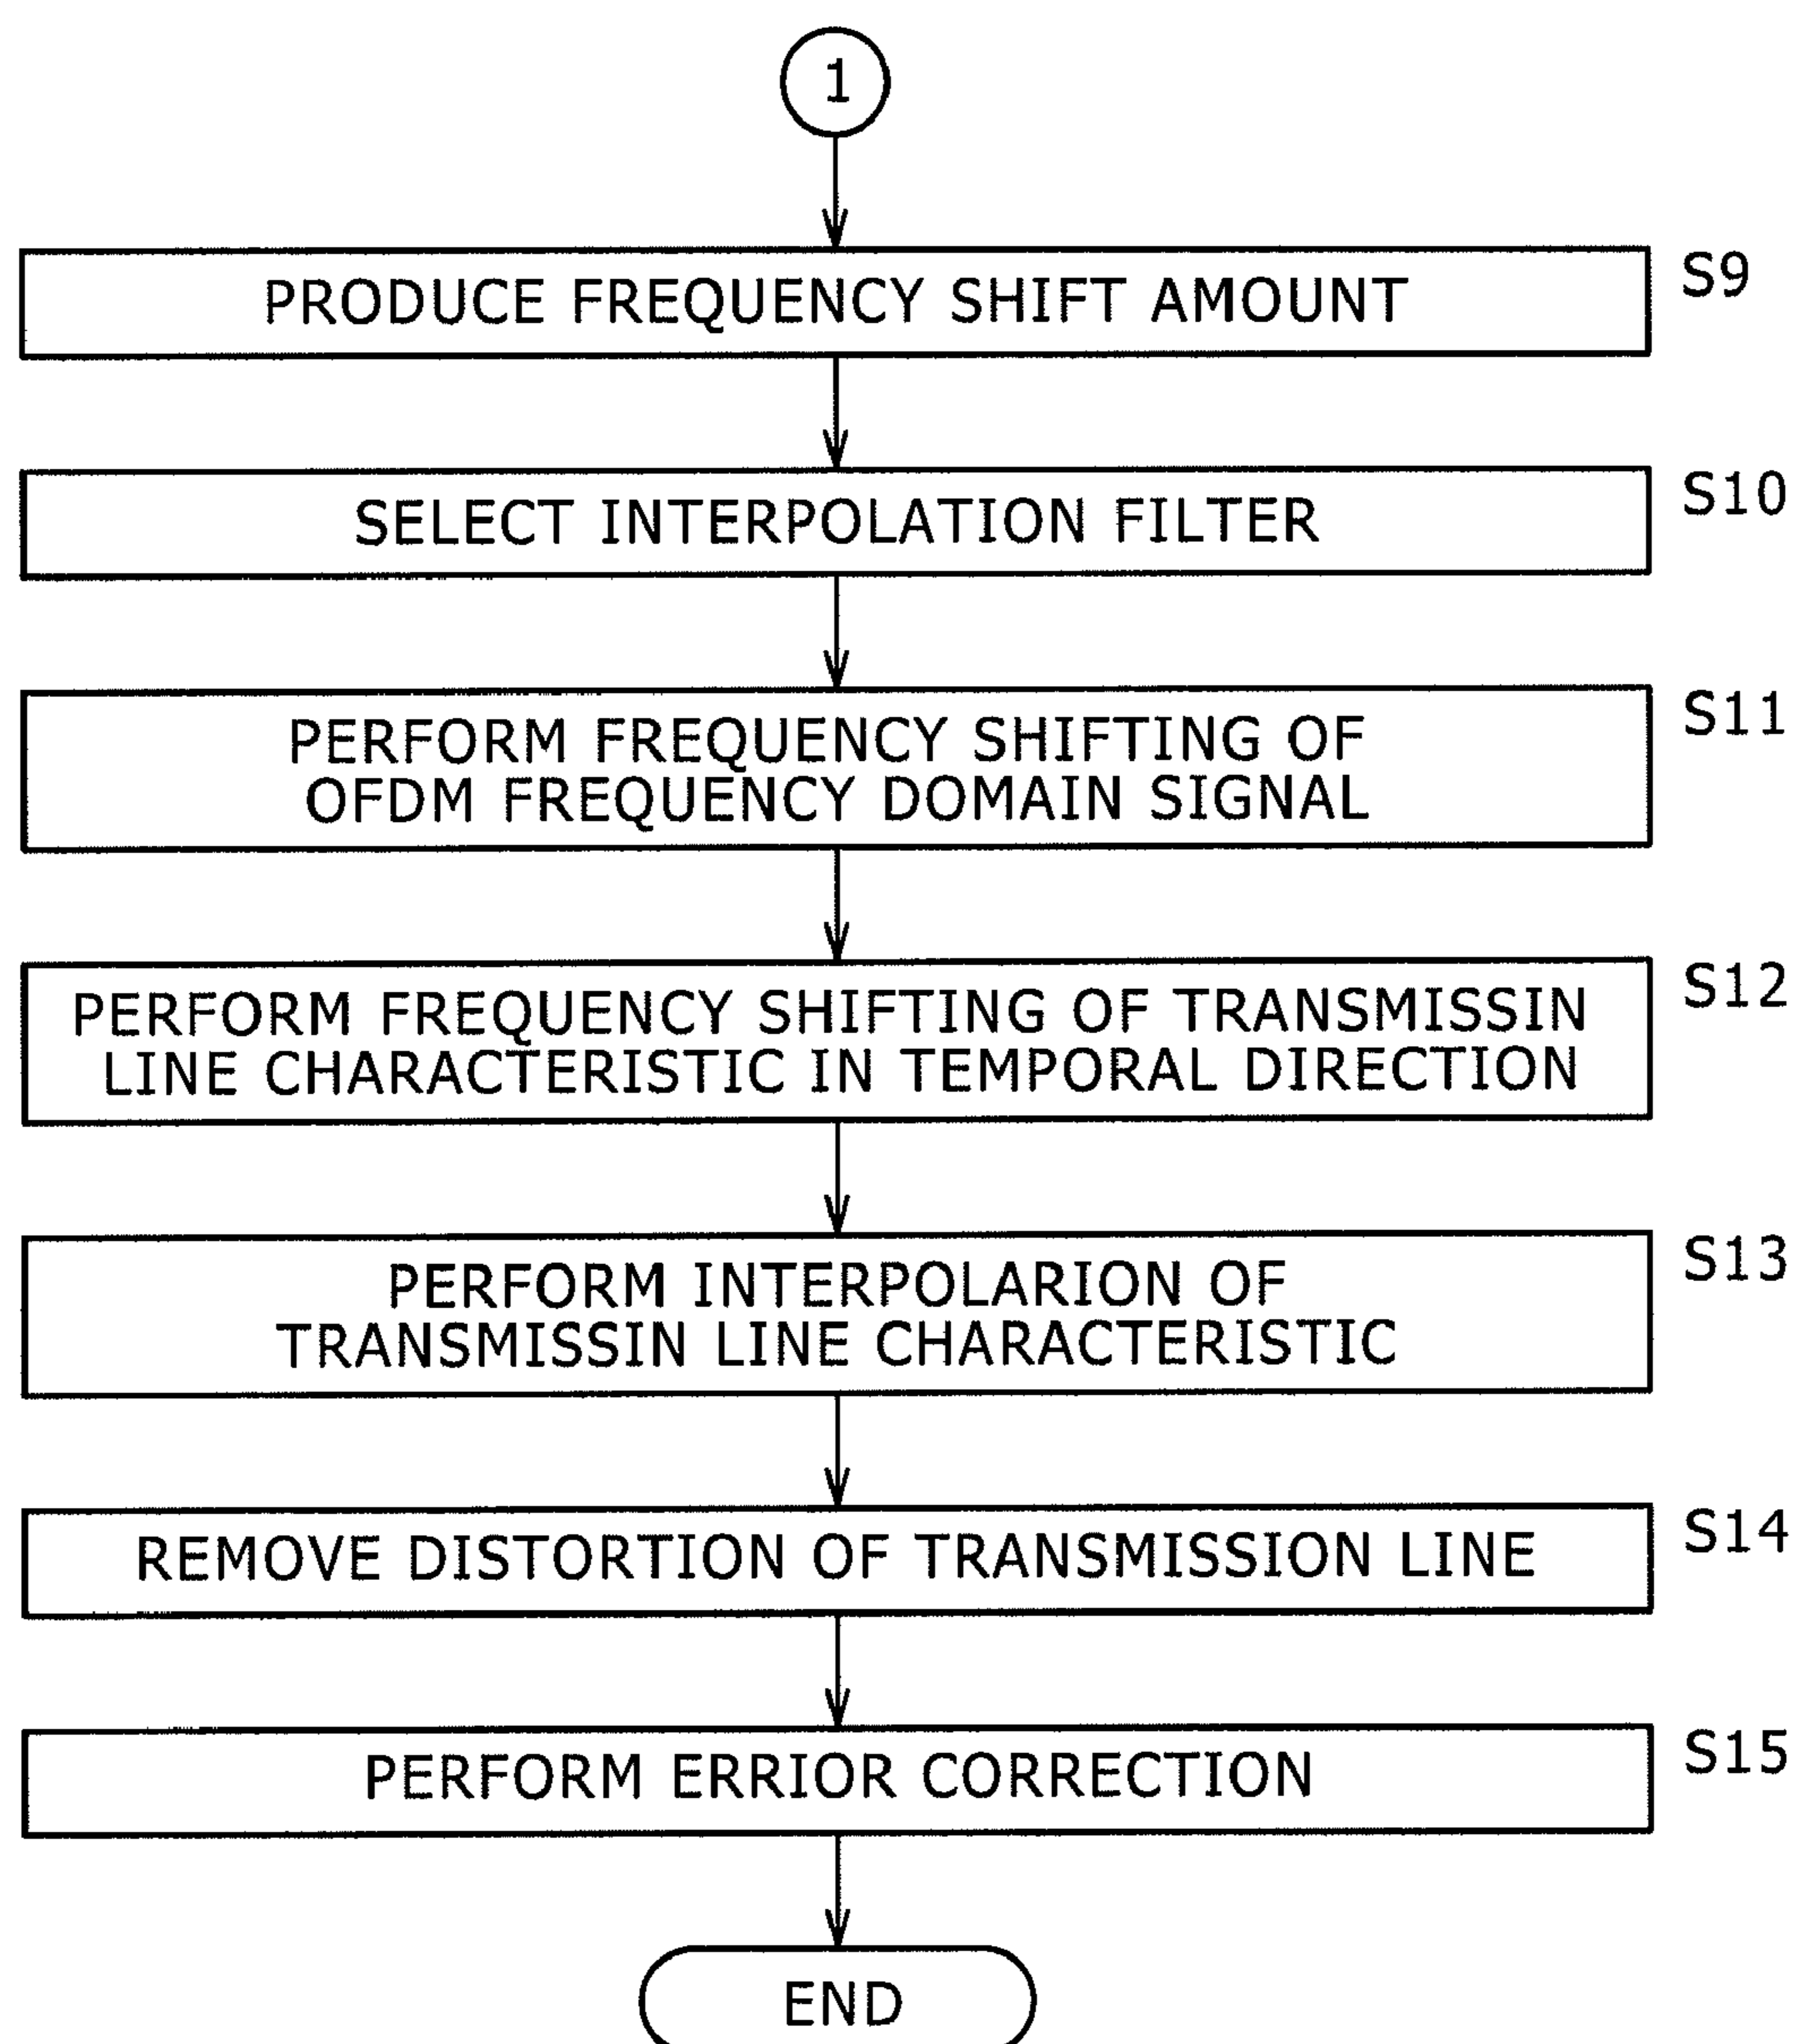 1
PRODUCE FREQUENCY SHIFT AMOUNT
S9
SELECT INTERPOLATION FILTER
S10
PERFORM FREQUENCY SHIFTING OF
OFDM FREQUENCY DOMAIN SIGNAL
S11
PERFORM FREQUENCY SHIFTING OF TRANSMISSIN
LINE CHARACTERISTIC IN TEMPORAL DIRECTION
S12
PERFORM INTERPOLARION OF
TRANSMISSIN LINE CHARACTERISTIC
S13
REMOVE DISTORTION OF TRANSMISSION LINE
S14
PERFORM ERRIOR CORRECTION
S15
END